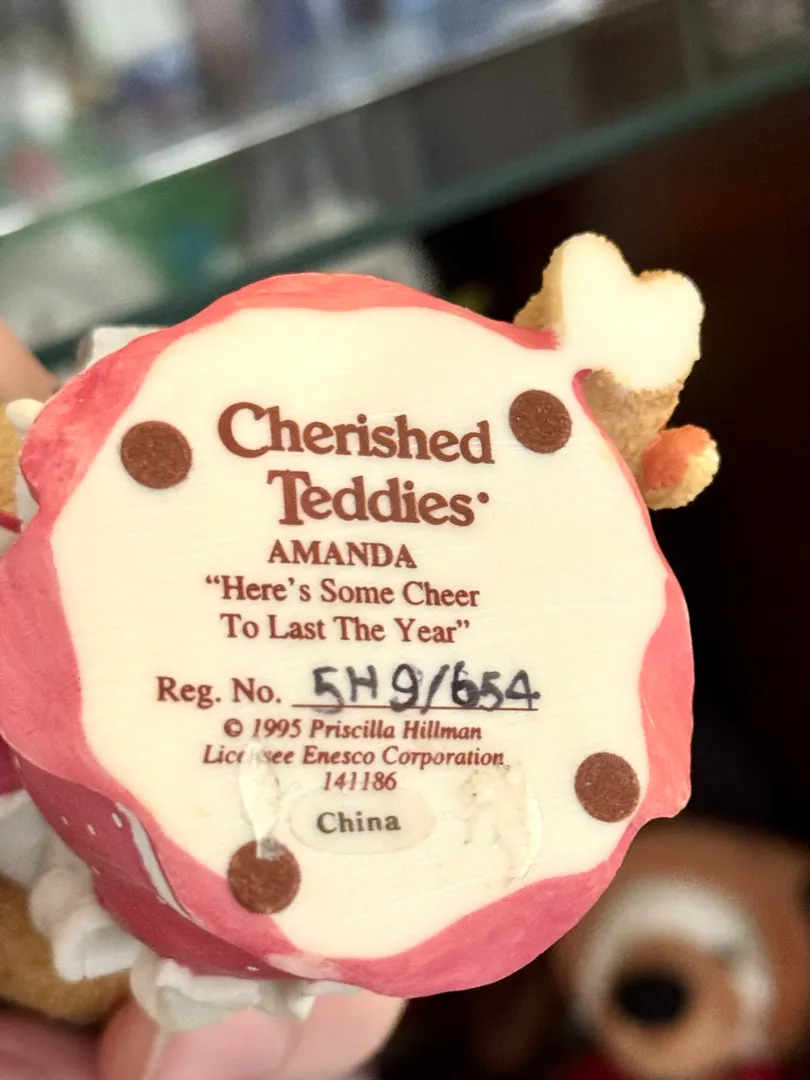 Cherished
Teddies
AMANDA
“Here’s Some Cheer
To Last The Year”
Reg. No. 5H9/654
© 1995 Priscilla Hillman
Licensee Enesco Corporation
141186
China